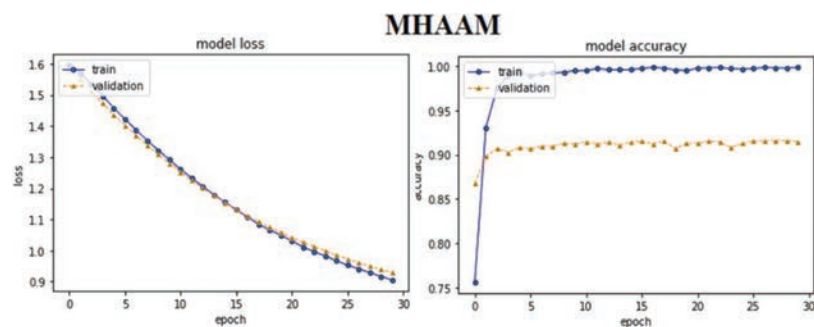 MHAAM
model loss
train
validation
1.6
1.5
1.4
1.3
1.2
1.1
1.0
0.9
loss
0 5 10 15 20 25 30
epoch
model accuracy
train
validation
1.00
0.95
0.90
0.85
0.80
0.75
accuracy
0 5 10 15 20 25 30
epoch